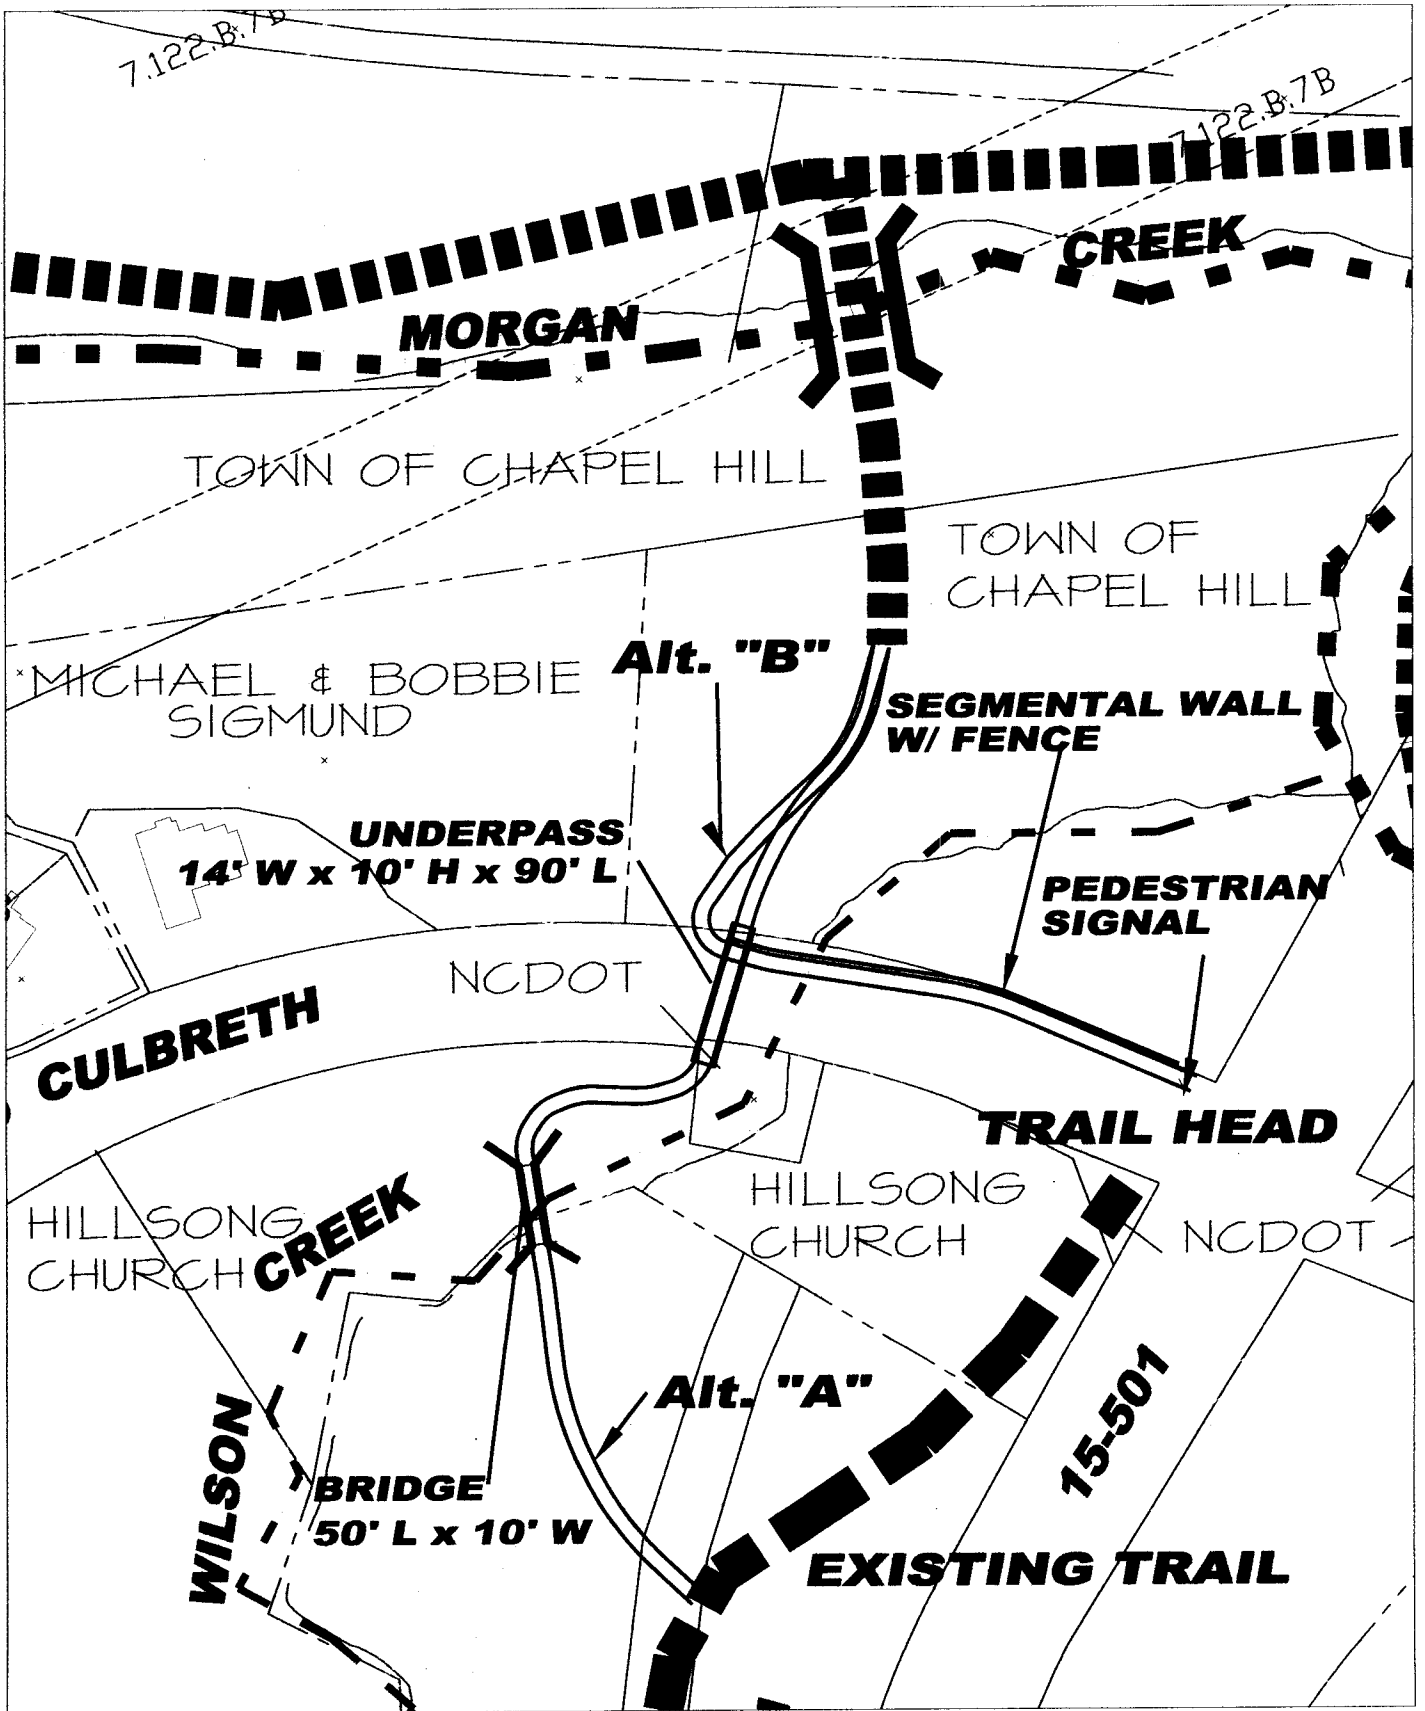 7.122.B.7B
7.122.B.7B
CREEK
MORGAN
TOWN OF CHAPEL HILL
TOWN OF
CHAPEL HILL
MICHAEL & BOBBIE
SIGMUND
Alt. "B"
SEGMENTAL WALL
W/ FENCE
UNDERPASS
14' W x 10' H x 90' L
PEDESTRIAN
SIGNAL
NCDOT
CULBRETH
TRAIL HEAD
HILLSONG
CHURCH
CREEK
HILLSONG
CHURCH
NCDOT
Alt. "A"
15-501
WILSON
BRIDGE
50' L x 10' W
EXISTING TRAIL